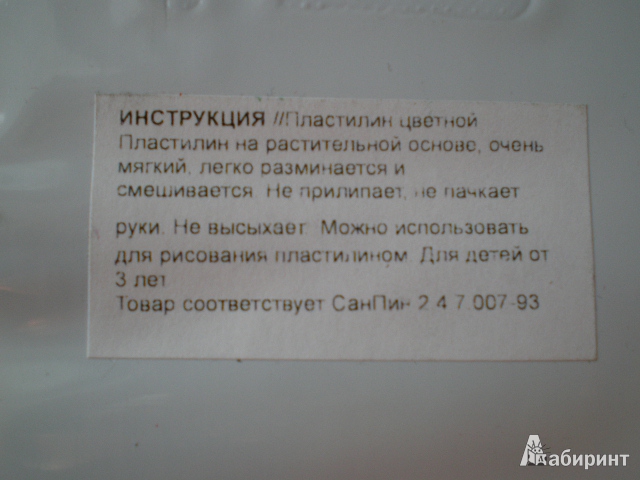 ИНСТРУКЦИЯ //Пластилин цветной
Пластилин на растительной основе, очень
мягкий, легко разминается и
смешивается. Не прилипает, не пачкает
руки. Не высыхает. Можно использовать
для рисования пластилином. Для детей от
3 лет
Товар соответствует СанПин 2.4.7.007-93
Лабиринт